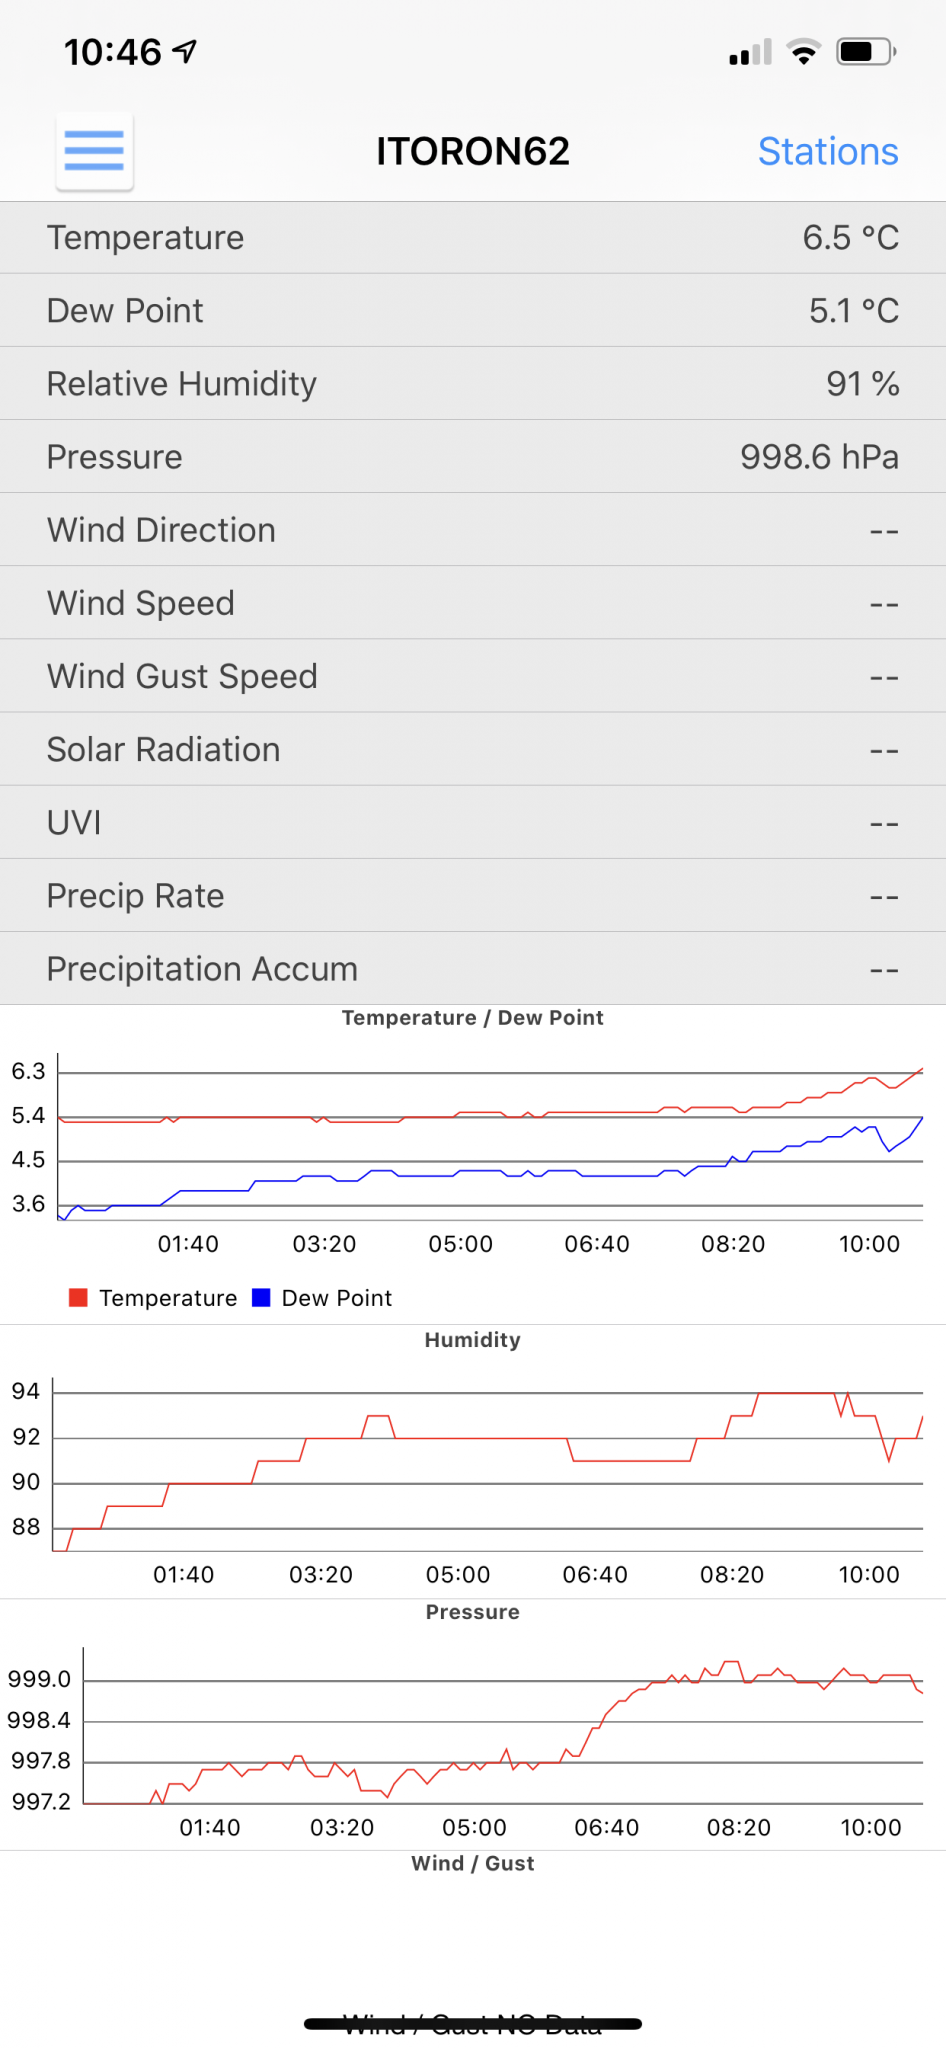 10:46
ITORON62 Stations
Temperature 6.5 °C
Dew Point 5.1 °C
Relative Humidity 91 %
Pressure 998.6 hPa
Wind Direction --
Wind Speed --
Wind Gust Speed --
Solar Radiation --
UVI --
Precip Rate --
Precipitation Accum --
Temperature / Dew Point
6.3
5.4
4.5
3.6
01:40 03:20 05:00 06:40 08:20 10:00
Temperature Dew Point
Humidity
94
92
90
88
01:40 03:20 05:00 06:40 08:20 10:00
Pressure
999.0
998.4
997.8
997.2
01:40 03:20 05:00 06:40 08:20 10:00
Wind / Gust
Wind / Gust NO Data